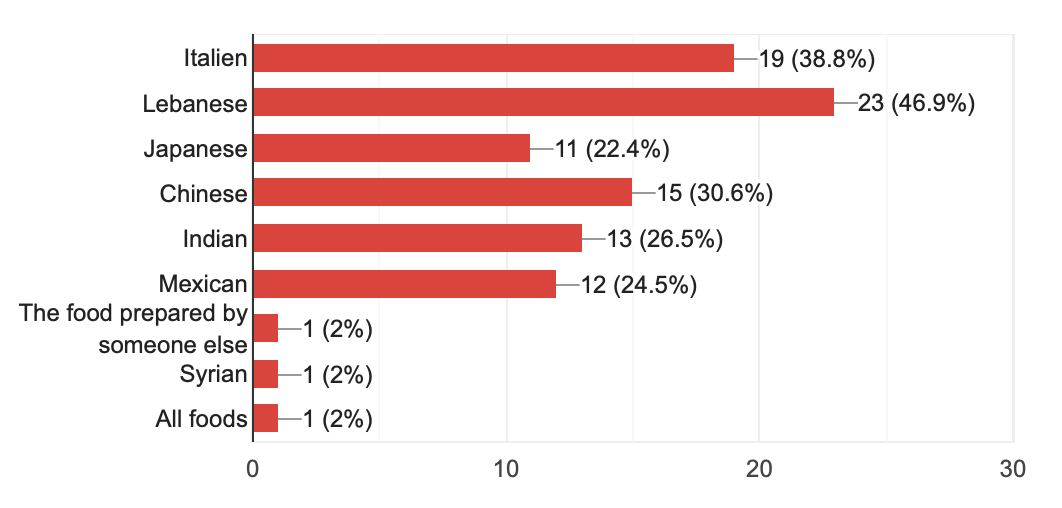 Italien
19 (38.8%)
Lebanese
23 (46.9%)
Japanese
11 (22.4%)
Chinese
15 (30.6%)
Indian
13 (26.5%)
Mexican
12 (24.5%)
The food prepared by
someone else
1 (2%)
Syrian
1 (2%)
All foods
1 (2%)
0 10 20 30